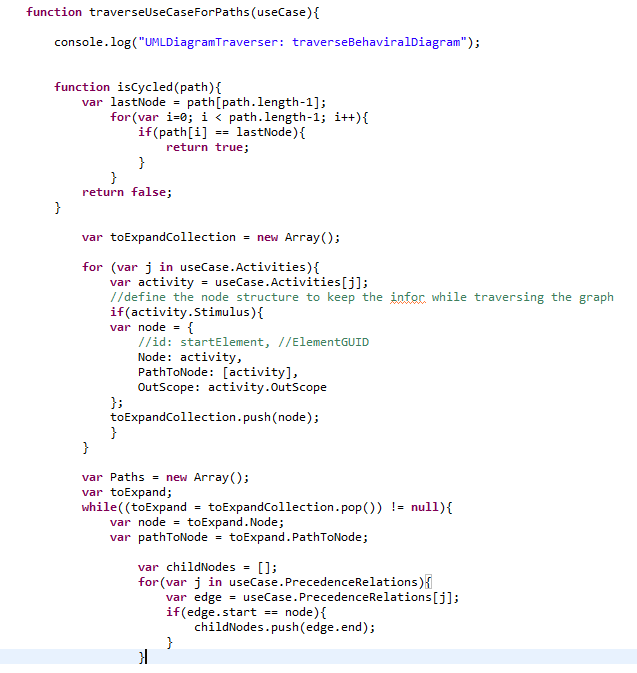 function traverseUseCaseForPaths(useCase){
console.log("UMLDiagramTraverser: traverseBehaviralDiagram");
function isCycled(path){
var lastNode = path[path.length-1];
for(var i=0; i < path.length-1; i++){
if(path[i] == lastNode){
return true;
}
}
return false;
}
var toExpandCollection = new Array();
for (var j in useCase.Activities){
var activity = useCase.Activities[j];
//define the node structure to keep the infor while traversing the graph
if(activity.Stimulus){
var node = {
//id: startElement, //ElementGUID
Node: activity,
PathToNode: [activity],
OutScope: activity.OutScope
};
toExpandCollection.push(node);
}
}
var Paths = new Array();
var toExpand;
while((toExpand = toExpandCollection.pop()) != null){
var node = toExpand.Node;
var pathToNode = toExpand.PathToNode;
var childNodes = [];
for(var j in useCase.PrecedenceRelations){
var edge = useCase.PrecedenceRelations[j];
if(edge.start == node){
childNodes.push(edge.end);
}
}